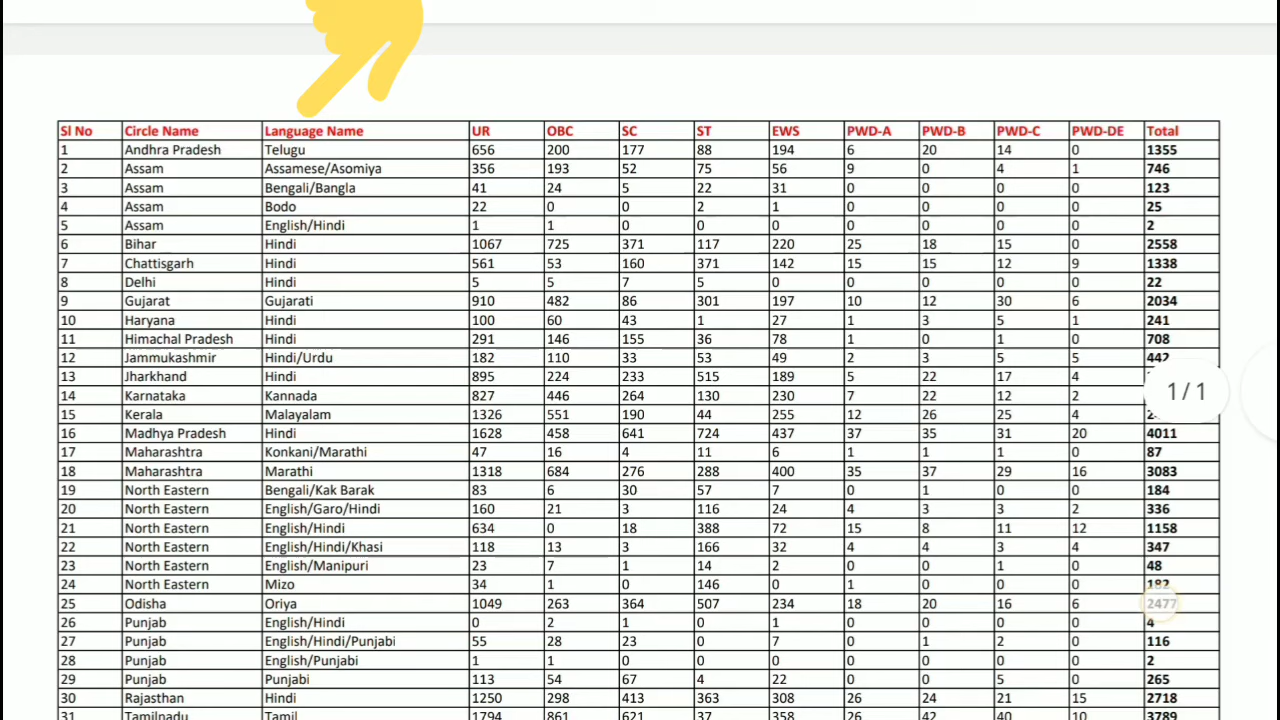 Sl No Circle Name Language Name UR OBC SC ST EWS PWD-A PWD-B PWD-C PWD-DE Total
1 Andhra Pradesh Telugu 656 200 177 88 194 6 20 14 0 1355
2 Assam Assamese/Asomiya 356 193 52 75 56 9 0 4 1 746
3 Assam Bengali/Bangla 41 24 5 22 31 0 0 0 0 123
4 Assam Bodo 22 0 0 2 1 0 0 0 0 25
5 Assam English/Hindi 1 1 0 0 0 0 0 0 0 2
6 Bihar Hindi 1067 725 371 117 220 25 18 15 0 2558
7 Chattisgarh Hindi 561 53 160 371 142 15 15 12 9 1338
8 Delhi Hindi 5 5 7 5 0 0 0 0 0 22
9 Gujarat Gujarati 910 482 86 301 197 10 12 30 6 2034
10 Haryana Hindi 100 60 43 1 27 1 3 5 1 241
11 Himachal Pradesh Hindi 291 146 155 36 78 1 0 1 0 708
12 Jammukashmir Hindi/Urdu 182 110 33 53 49 2 3 5 5 442
13 Jharkhand Hindi 895 224 233 515 189 5 22 17 4
14 Karnataka Kannada 827 446 264 130 230 7 22 12 2
1/1
15 Kerala Malayalam 1326 551 190 44 255 12 26 25 4
16 Madhya Pradesh Hindi 1628 458 641 724 437 37 35 31 20 4011
17 Maharashtra Konkani/Marathi 47 16 4 11 6 1 1 1 0 87
18 Maharashtra Marathi 1318 684 276 288 400 35 37 29 16 3083
19 North Eastern Bengali/Kak Barak 83 6 30 57 7 0 1 0 0 184
20 North Eastern English/Garo/Hindi 160 21 3 116 24 4 3 3 2 336
21 North Eastern English/Hindi 634 0 18 388 72 15 8 11 12 1158
22 North Eastern English/Hindi/Khasi 118 13 3 166 32 4 4 3 4 347
23 North Eastern English/Manipuri 23 7 1 14 2 0 0 1 0 48
24 North Eastern Mizo 34 1 0 146 0 1 0 0 0 182
25 Odisha Oriya 1049 263 364 507 234 18 20 16 6 2477
26 Punjab English/Hindi 0 2 1 0 1 0 0 0 0 4
27 Punjab English/Hindi/Punjabi 55 28 23 0 7 0 1 2 0 116
28 Punjab English/Punjabi 1 1 0 0 0 0 0 0 0 2
29 Punjab Punjabi 113 54 67 4 22 0 0 5 0 265
30 Rajasthan Hindi 1250 298 413 363 308 26 24 21 15 2718
31 Tamilnadu Tamil 1794 861 621 37 358 26 42 40 10 3789